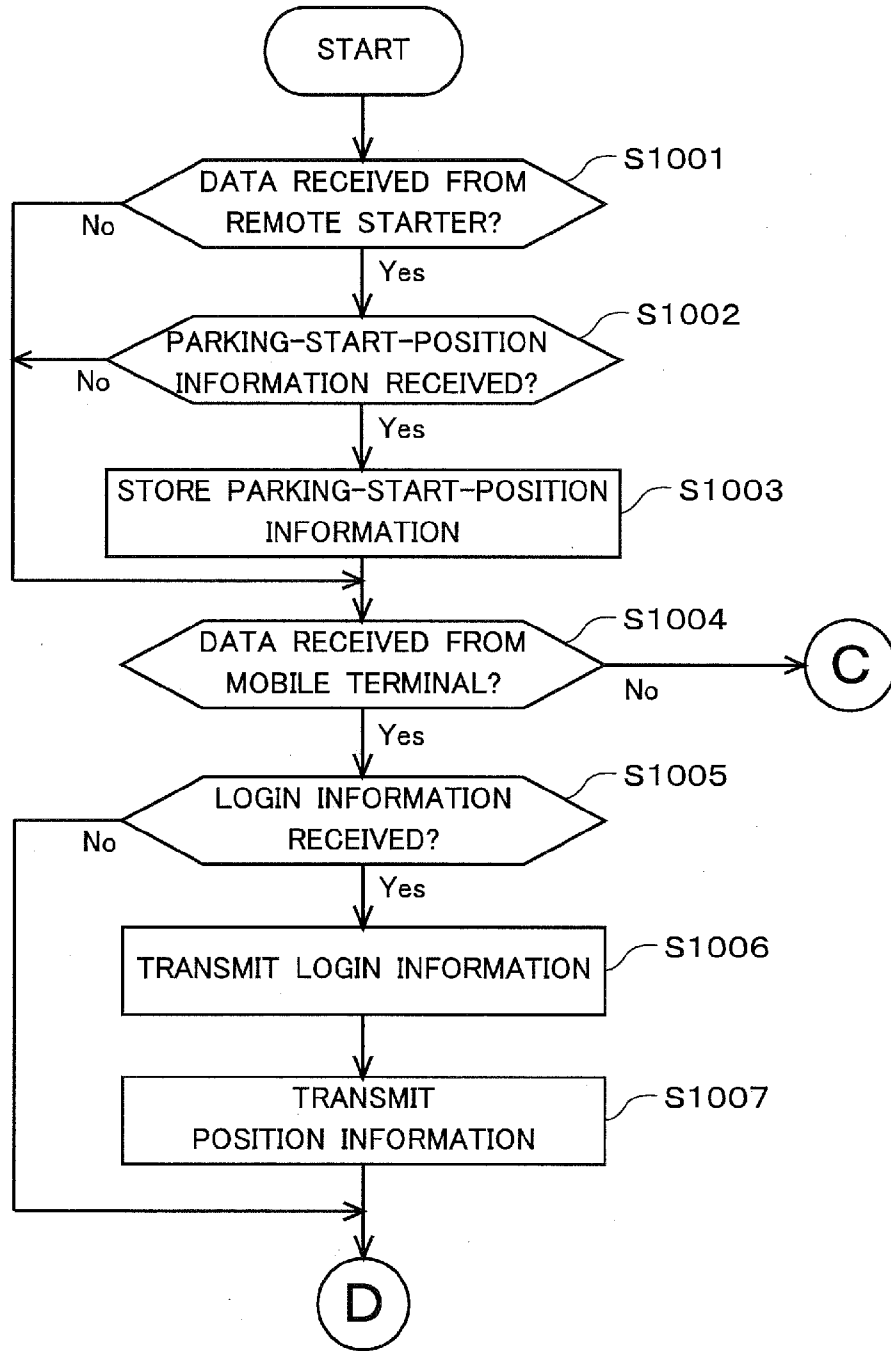 START
DATA RECEIVED FROM
REMOTE STARTER?
S1001
No
Yes
PARKING-START-POSITION
INFORMATION RECEIVED?
S1002
No
Yes
STORE PARKING-START-POSITION
INFORMATION
S1003
DATA RECEIVED FROM
MOBILE TERMINAL?
S1004
No
C
Yes
LOGIN INFORMATION
RECEIVED?
S1005
No
Yes
TRANSMIT LOGIN INFORMATION
S1006
TRANSMIT
POSITION INFORMATION
S1007
D